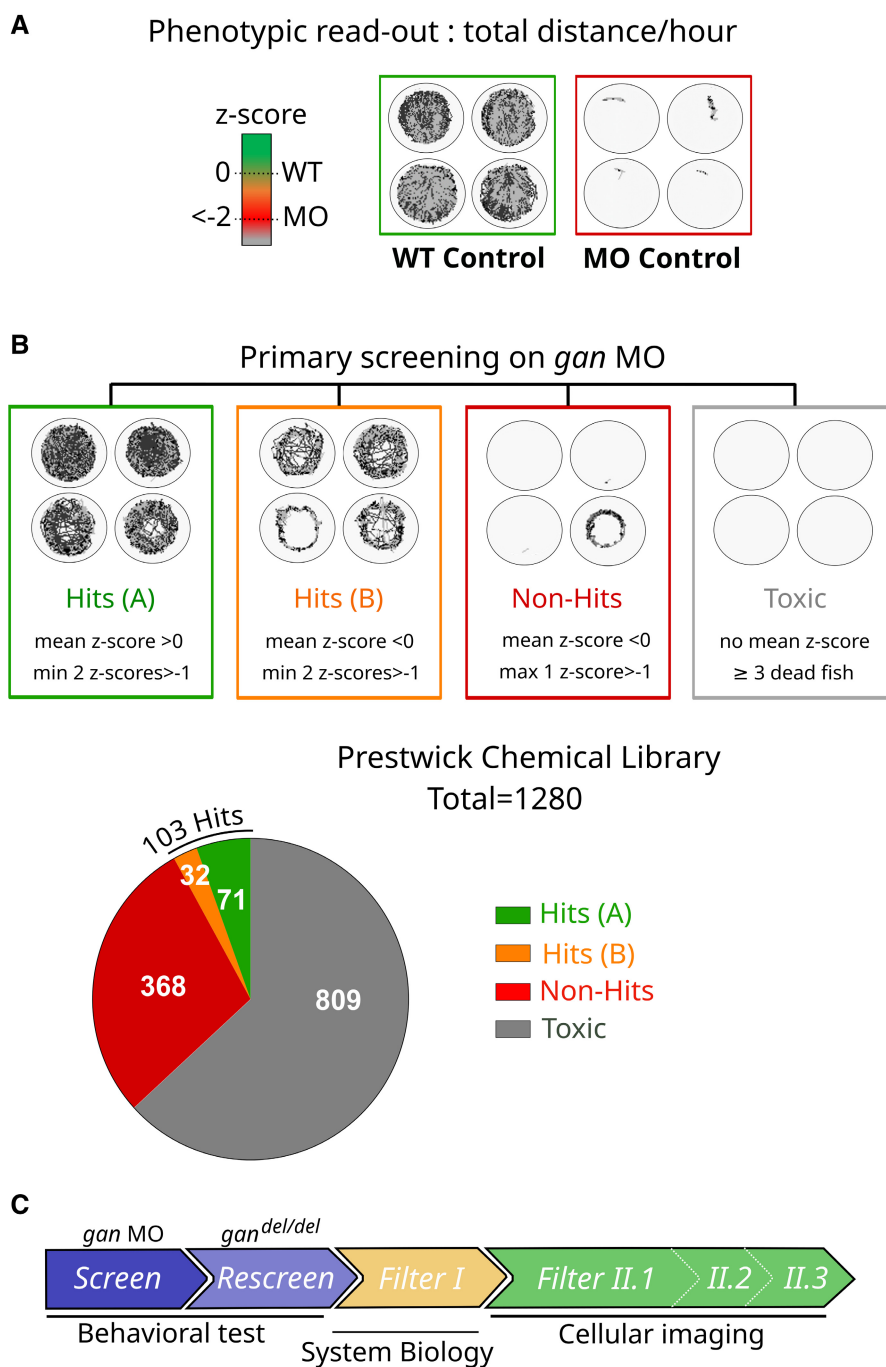 A
Phenotypic read-out : total distance/hour
z-score
0 WT
<-2 MO
WT Control
MO Control
B
Primary screening on gan MO
Hits (A)
mean z-score >0
min 2 z-scores>-1
Hits (B)
mean z-score <0
min 2 z-scores>-1
Non-Hits
mean z-score <0
max 1 z-score>-1
Toxic
no mean z-score
≥ 3 dead fish
Prestwick Chemical Library
Total=1280
103 Hits
32
71
368
809
Hits (A)
Hits (B)
Non-Hits
Toxic
C
gan MO
gan del/del
Screen
Rescreen
Filter I
Filter II.1
II.2
II.3
Behavioral test
System Biology
Cellular imaging